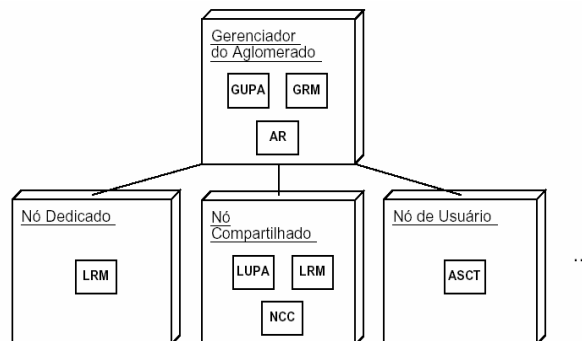 Gerenciador
do Aglomerado
GUPA GRM
AR
Nó Dedicado
LRM
Nó
Compartilhado
LUPA LRM
NCC
Nó de Usuário
ASCT
...